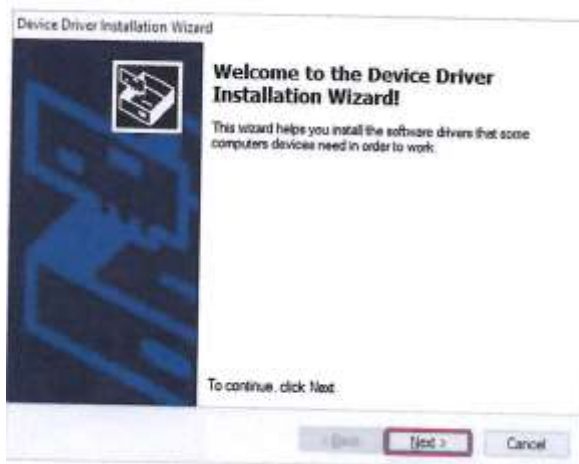 Device Driver Installation Wizard
Welcome to the Device Driver
Installation Wizard!
This wizard helps you install the software drivers that some
computers devices need in order to work.
To continue, click Next.
< Back
Next >
Cancel